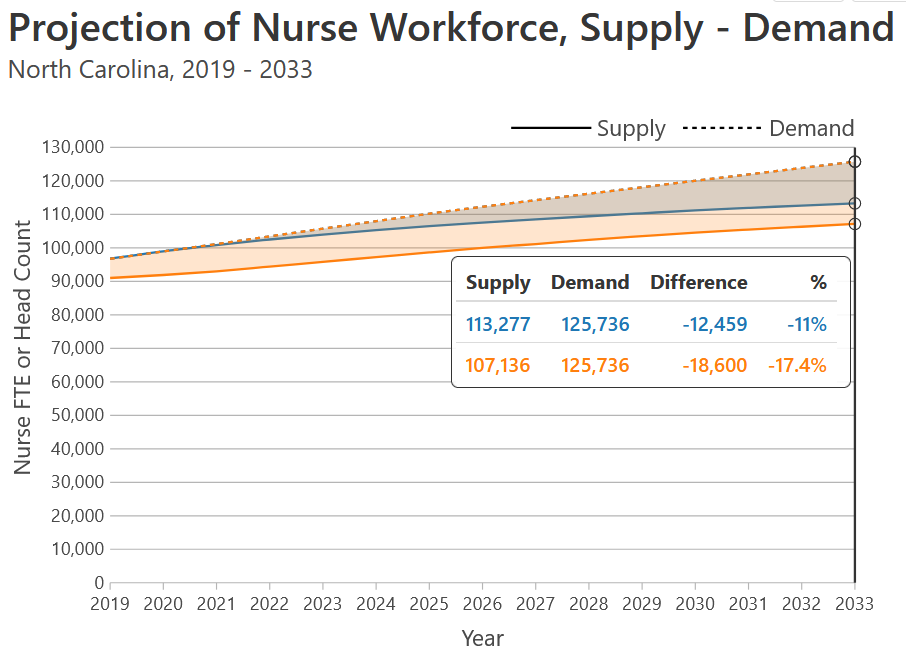 Projection of Nurse Workforce, Supply - Demand
North Carolina, 2019 - 2033
Supply Demand
130,000
120,000
110,000
100,000
90,000
80,000
70,000
60,000
50,000
40,000
30,000
20,000
10,000
0
Nurse FTE or Head Count
Supply Demand Difference %
113,277 125,736 -12,459 -11%
107,136 125,736 -18,600 -17.4%
2019 2020 2021 2022 2023 2024 2025 2026 2027 2028 2029 2030 2031 2032 2033
Year